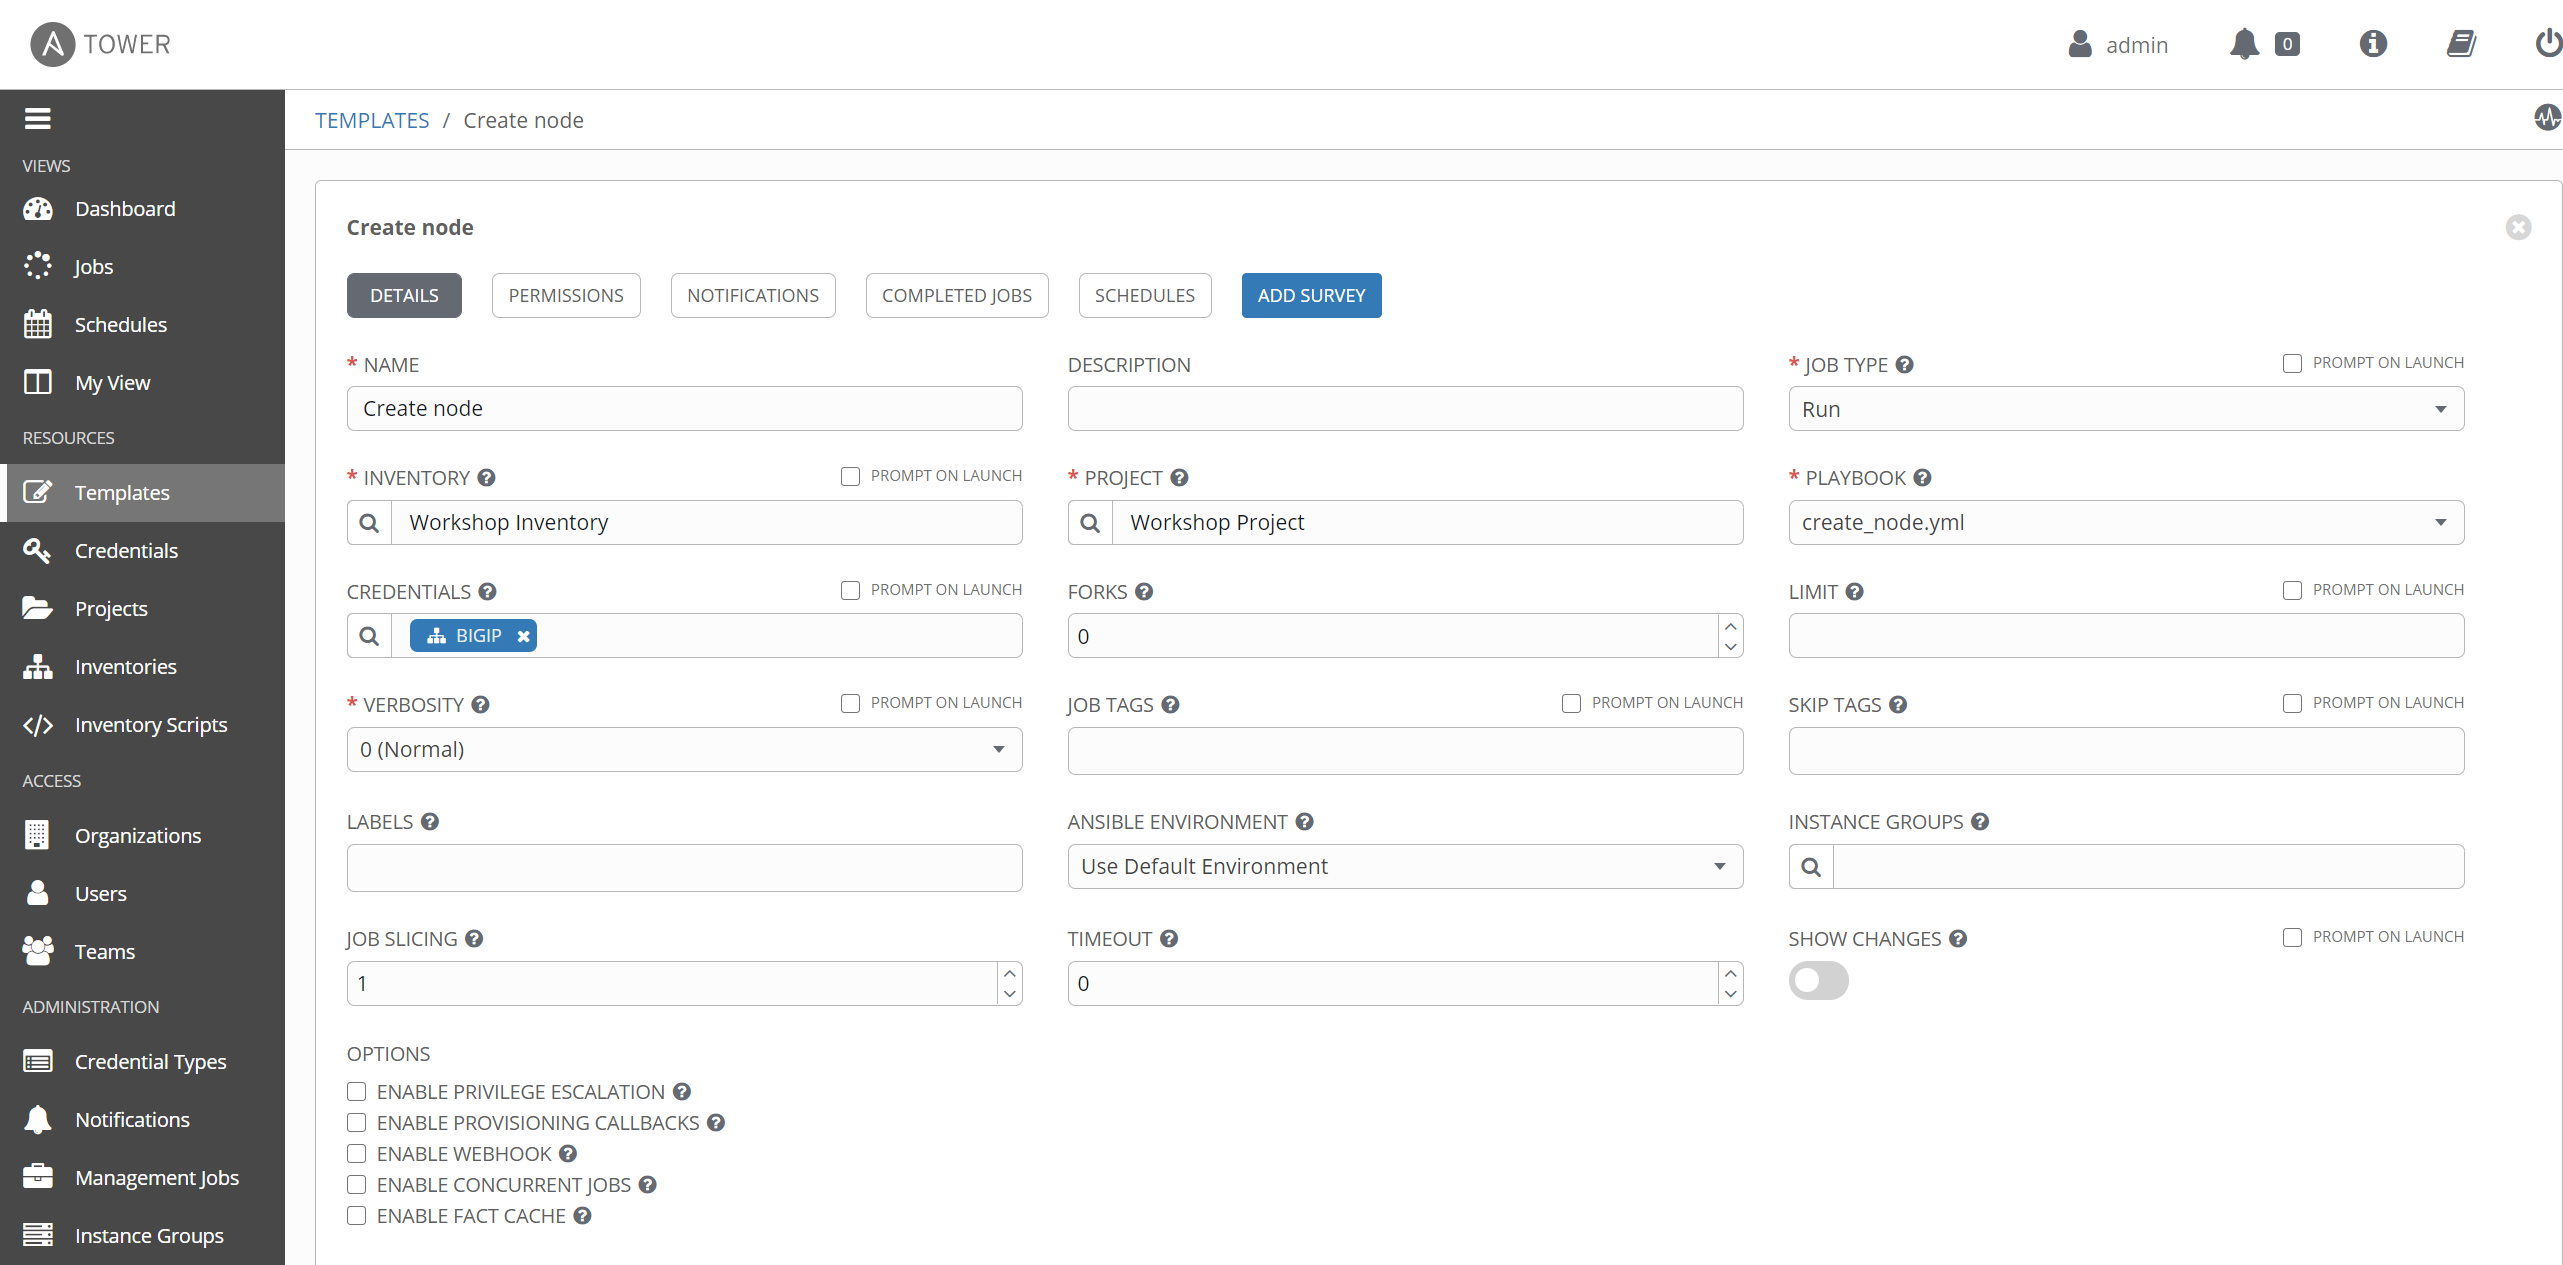 TOWER
admin
0
TEMPLATES / Create node
VIEWS
Dashboard
Jobs
Schedules
My View
RESOURCES
Templates
Credentials
Projects
Inventories
Inventory Scripts
ACCESS
Organizations
Users
Teams
ADMINISTRATION
Credential Types
Notifications
Management Jobs
Instance Groups
Create node
DETAILS PERMISSIONS NOTIFICATIONS COMPLETED JOBS SCHEDULES ADD SURVEY
* NAME DESCRIPTION * JOB TYPE PROMPT ON LAUNCH
Create node Run
* INVENTORY PROMPT ON LAUNCH * PROJECT * PLAYBOOK
Workshop Inventory Workshop Project create_node.yml
CREDENTIALS PROMPT ON LAUNCH FORKS LIMIT PROMPT ON LAUNCH
BIGIP 0
* VERBOSITY PROMPT ON LAUNCH JOB TAGS PROMPT ON LAUNCH SKIP TAGS PROMPT ON LAUNCH
0 (Normal)
LABELS ANSIBLE ENVIRONMENT INSTANCE GROUPS
Use Default Environment
JOB SLICING TIMEOUT SHOW CHANGES PROMPT ON LAUNCH
1 0
OPTIONS
ENABLE PRIVILEGE ESCALATION
ENABLE PROVISIONING CALLBACKS
ENABLE WEBHOOK
ENABLE CONCURRENT JOBS
ENABLE FACT CACHE